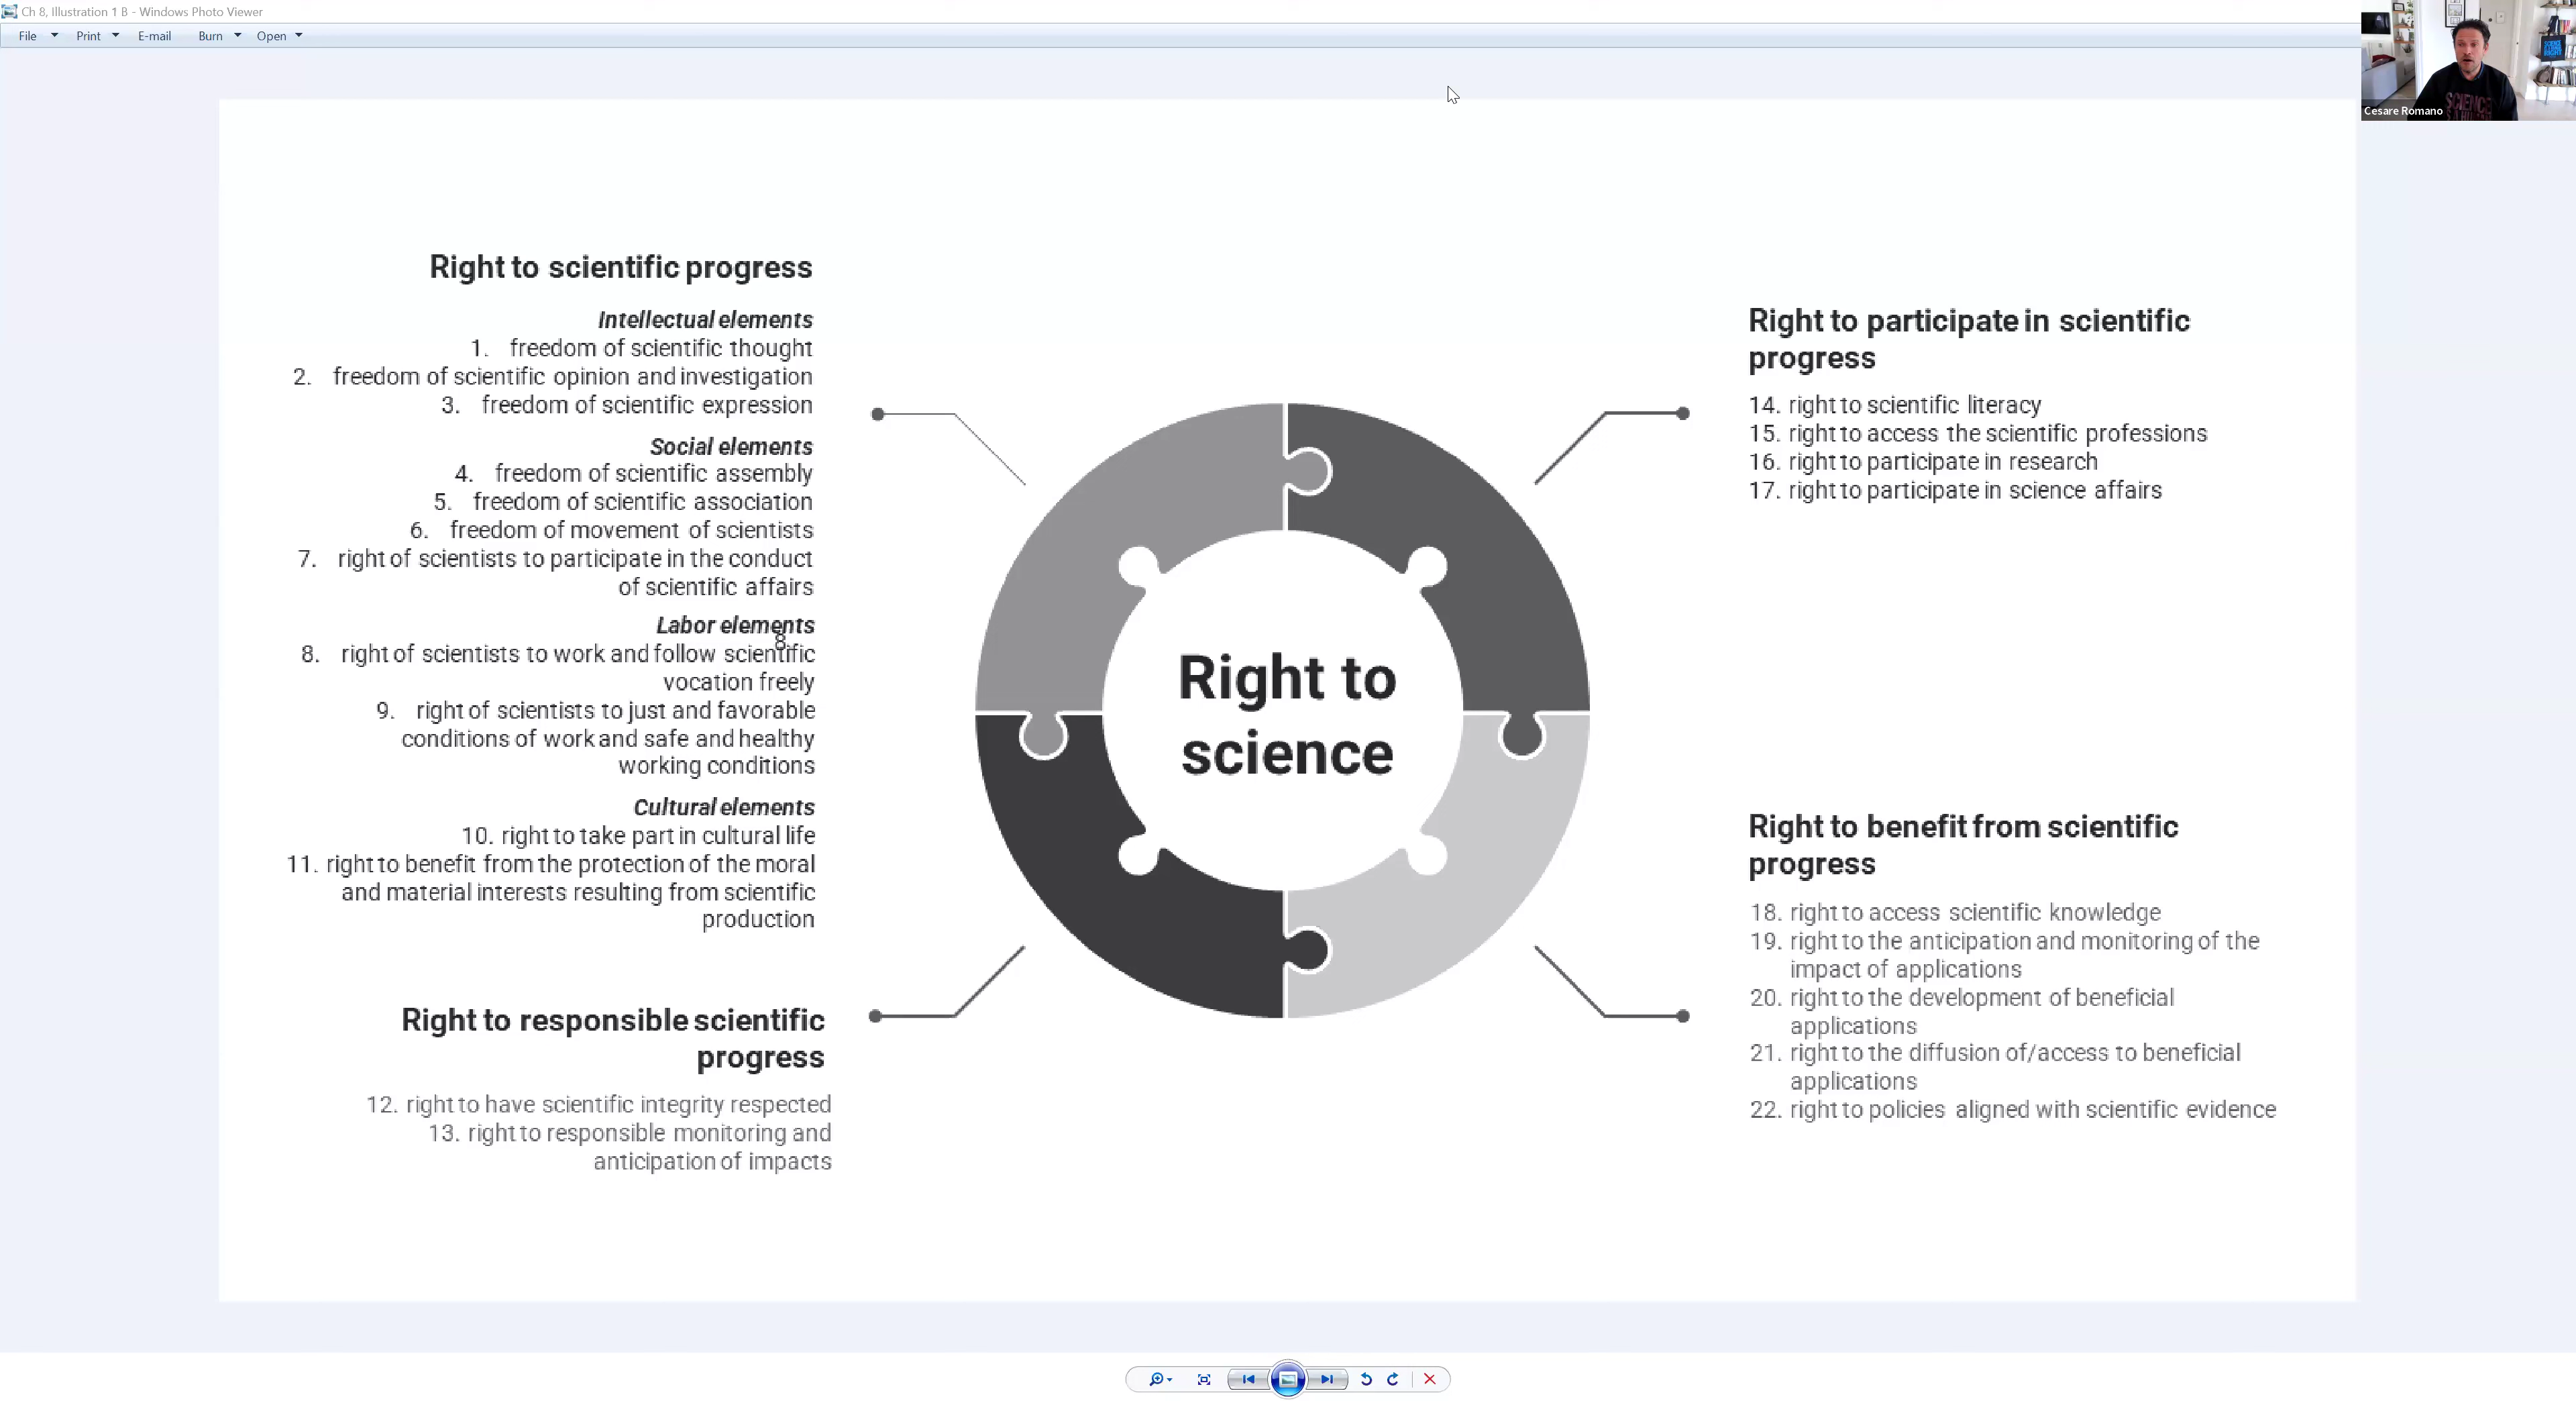 Ch 8, Illustration 1 B - Windows Photo Viewer
File Print E-mail Burn Open
Cesare Romano
Right to scientific progress
Intellectual elements
1. freedom of scientific thought
2. freedom of scientific opinion and investigation
3. freedom of scientific expression
Social elements
4. freedom of scientific assembly
5. freedom of scientific association
6. freedom of movement of scientists
7. right of scientists to participate in the conduct
of scientific affairs
Labor elements
8.
8. right of scientists to work and follow scientific
vocation freely
9. right of scientists to just and favorable
conditions of work and safe and healthy
working conditions
Cultural elements
10. right to take part in cultural life
11. right to benefit from the protection of the moral
and material interests resulting from scientific
production
Right to responsible scientific
progress
12. right to have scientific integrity respected
13. right to responsible monitoring and
anticipation of impacts
Right to
science
Right to participate in scientific
progress
14. right to scientific literacy
15. right to access the scientific professions
16. right to participate in research
17. right to participate in science affairs
Right to benefit from scientific
progress
18. right to access scientific knowledge
19. right to the anticipation and monitoring of the
impact of applications
20. right to the development of beneficial
applications
21. right to the diffusion of/access to beneficial
applications
22. right to policies aligned with scientific evidence
SCIENCE